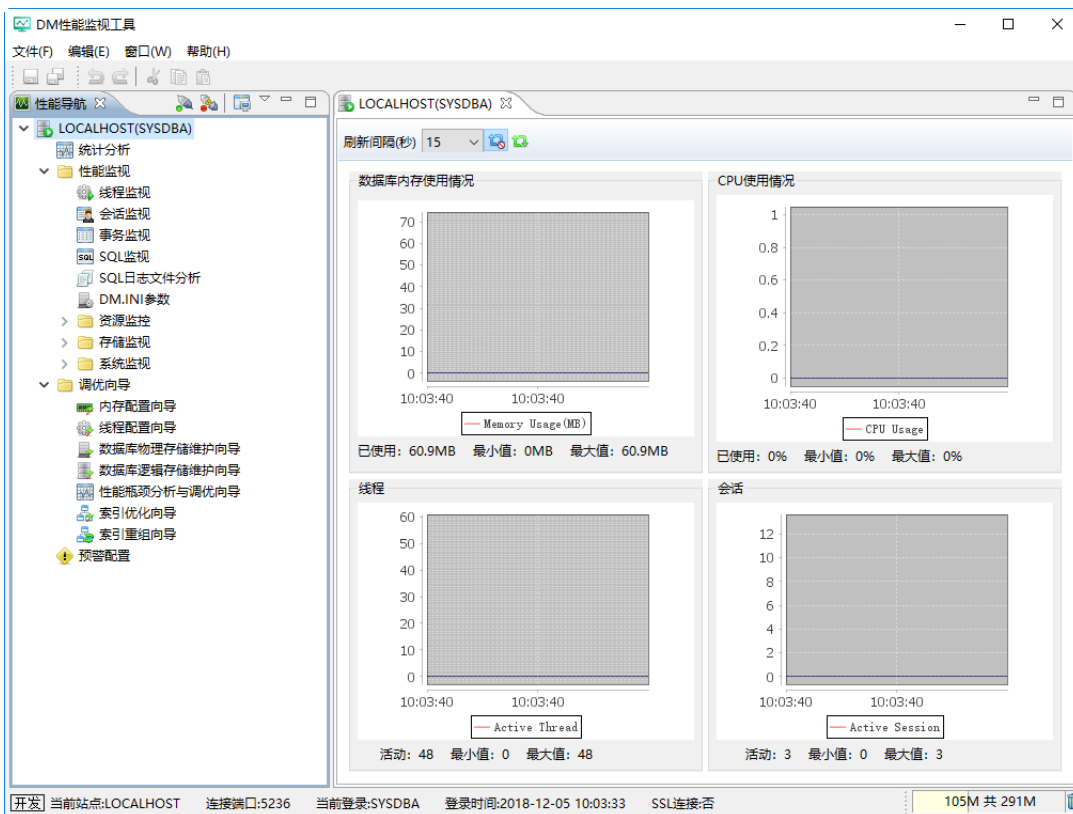 DM性能监视工具
文件(F) 编辑(E) 窗口(W) 帮助(H)
性能导航
LOCALHOST(SYSDBA)
统计分析
性能监视
线程监视
会话监视
事务监视
SQL SQL监视
SQL日志文件分析
DM.INI参数
资源监控
存储监视
系统监视
调优向导
内存配置向导
线程配置向导
数据库物理存储维护向导
数据库逻辑存储维护向导
性能瓶颈分析与调优向导
索引优化向导
索引重组向导
预警配置
LOCALHOST(SYSDBA)
刷新间隔(秒) 15
数据库内存使用情况
70
60
50
40
30
20
10
0
10:03:40 10:03:40
Memory Usage(MB)
已使用: 60.9MB 最小值: 0MB 最大值: 60.9MB
CPU使用情况
1
0.8
0.6
0.4
0.2
0
10:03:40 10:03:40
CPU Usage
已使用: 0% 最小值: 0% 最大值: 0%
线程
60
50
40
30
20
10
0
10:03:40 10:03:40
Active Thread
活动: 48 最小值: 0 最大值: 48
会话
12
10
8
6
4
2
0
10:03:40 10:03:40
Active Session
活动: 3 最小值: 0 最大值: 3
开发 当前站点:LOCALHOST 连接端口:5236 当前登录:SYSDBA 登录时间:2018-12-05 10:03:33 SSL连接:否 105M 共 291M